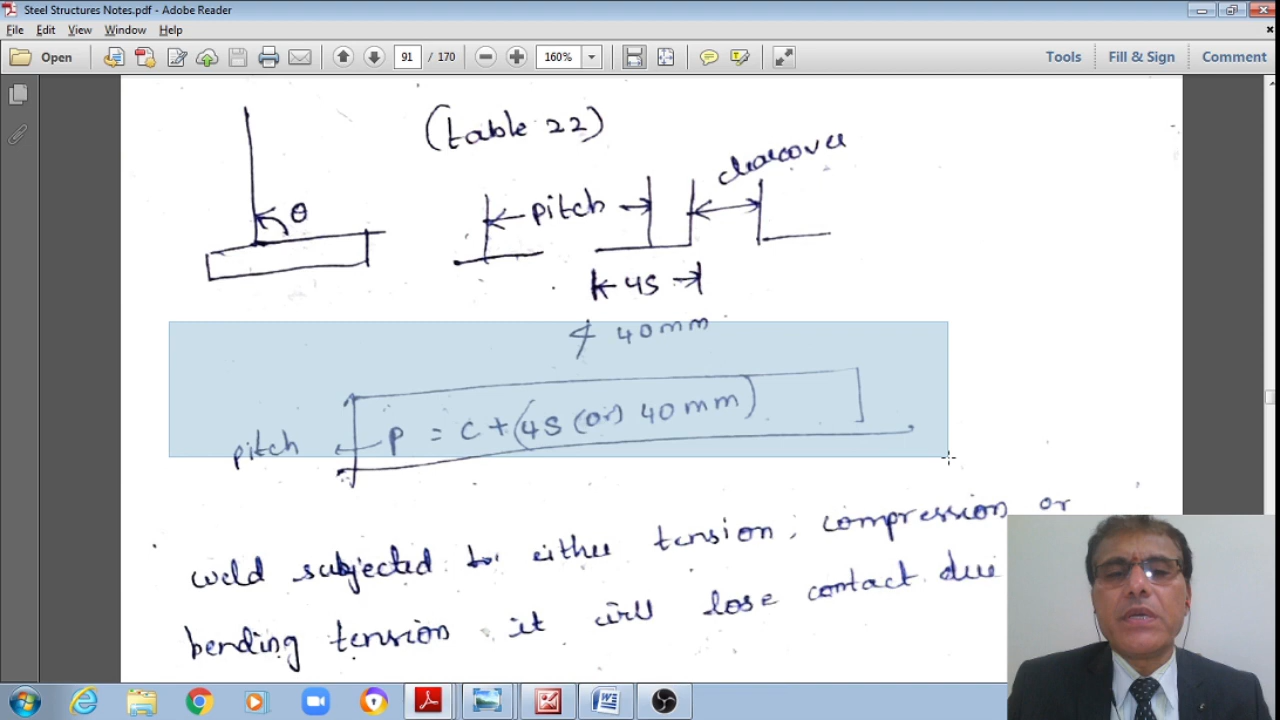 Steel Structures Notes.pdf - Adobe Reader
File Edit View Window Help
Open 91 / 170 160% Tools Fill & Sign Comment
(table 22)
θ
pitch
clearcover
4S
≮ 40mm
pitch
P = C + (4S (or) 40 mm)
weld subjected to either tension, compression or
bending tension it will lose contact due